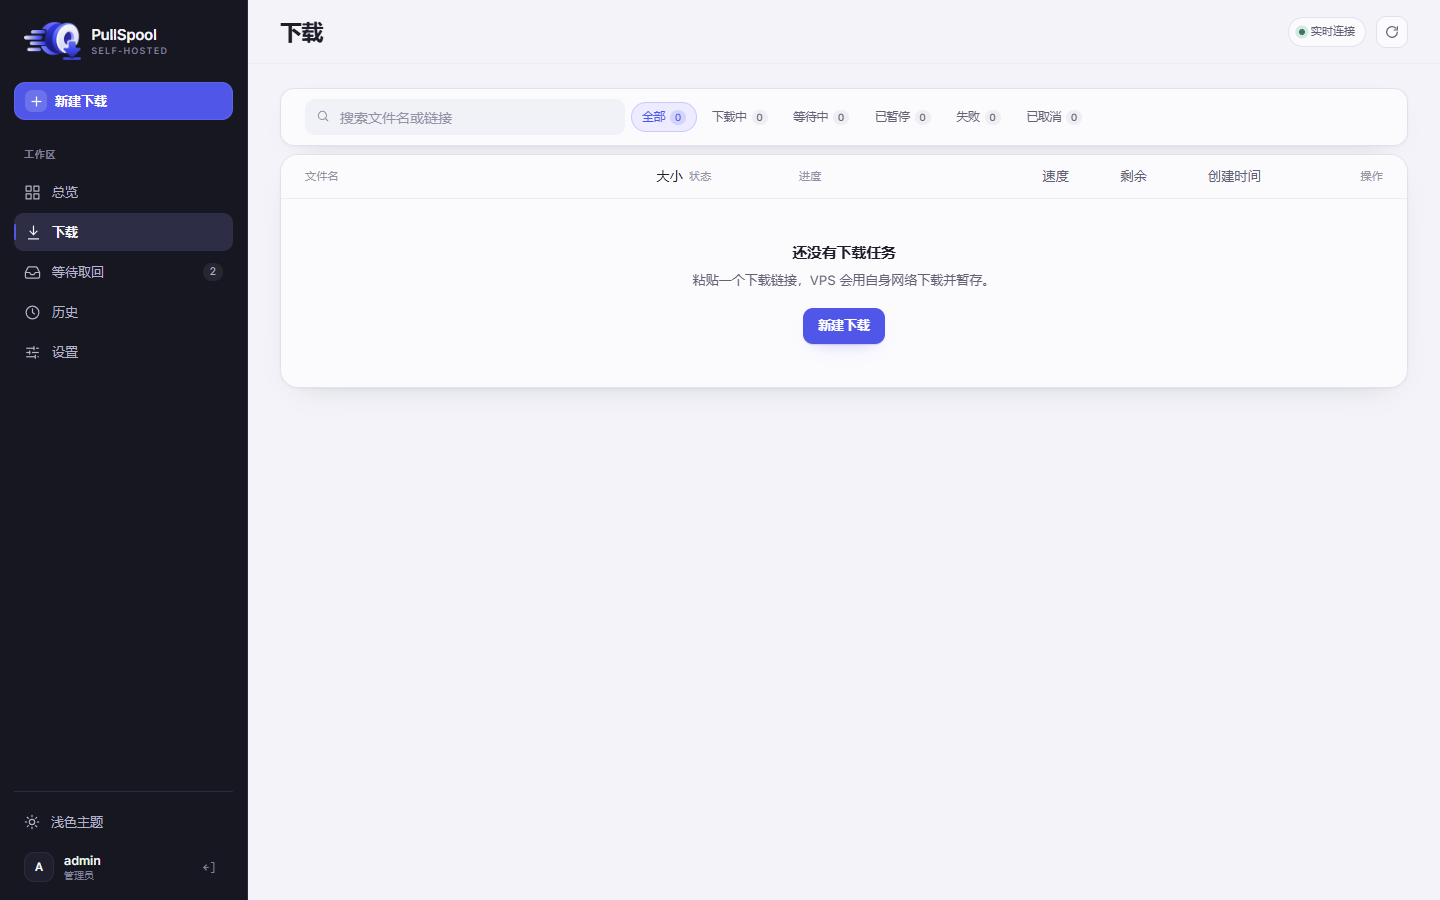 PullSpool
SELF-HOSTED
新建下载
工作区
总览
下载
等待取回 2
历史
设置
浅色主题
A
admin
管理员
下载
实时连接
搜索文件名或链接
全部 0 下载中 0 等待中 0 已暂停 0 失败 0 已取消 0
文件名 大小 状态 进度 速度 剩余 创建时间 操作
还没有下载任务
粘贴一个下载链接，VPS 会用自身网络下载并暂存。
新建下载